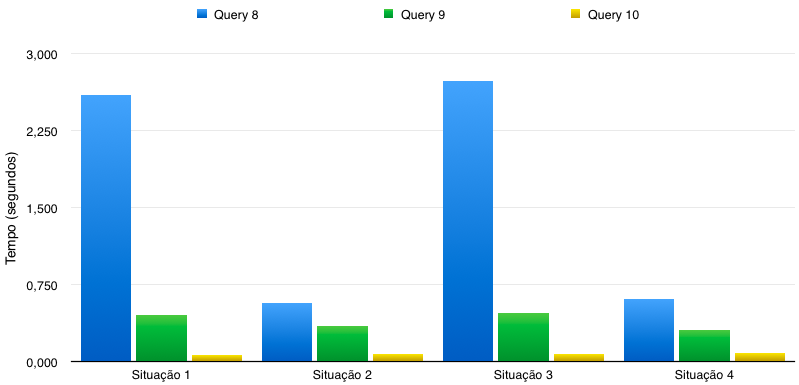 Query 8 Query 9 Query 10
3,000
2,250
1,500
0,750
0,000
Tempo (segundos)
Situação 1 Situação 2 Situação 3 Situação 4